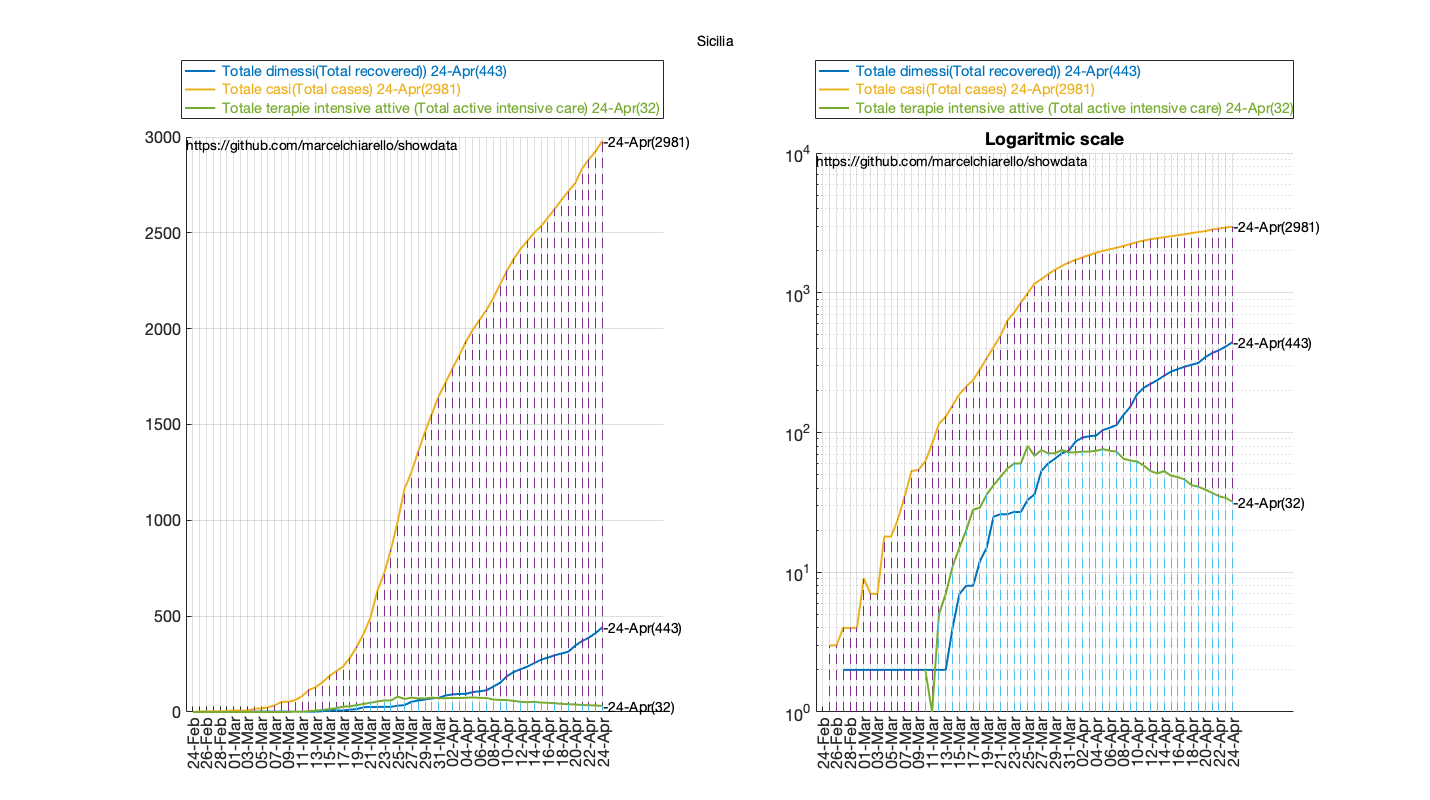 Sicilia
Totale dimessi(Total recovered)) 24-Apr(443)
Totale casi(Total cases) 24-Apr(2981)
Totale terapie intensive attive (Total active intensive care) 24-Apr(32)
https://github.com/marcelchiarello/showdata
3000
2500
2000
1500
1000
500
0
-24-Apr(2981)
-24-Apr(443)
-24-Apr(32)
24-Feb
26-Feb
28-Feb
01-Mar
03-Mar
05-Mar
07-Mar
09-Mar
11-Mar
13-Mar
15-Mar
17-Mar
19-Mar
21-Mar
23-Mar
25-Mar
27-Mar
29-Mar
31-Mar
02-Apr
04-Apr
06-Apr
08-Apr
10-Apr
12-Apr
14-Apr
16-Apr
18-Apr
20-Apr
22-Apr
24-Apr
Totale dimessi(Total recovered)) 24-Apr(443)
Totale casi(Total cases) 24-Apr(2981)
Totale terapie intensive attive (Total active intensive care) 24-Apr(32)
Logaritmic scale
https://github.com/marcelchiarello/showdata
10^4
10^3
10^2
10^1
10^0
-24-Apr(2981)
-24-Apr(443)
-24-Apr(32)
24-Feb
26-Feb
28-Feb
01-Mar
03-Mar
05-Mar
07-Mar
09-Mar
11-Mar
13-Mar
15-Mar
17-Mar
19-Mar
21-Mar
23-Mar
25-Mar
27-Mar
29-Mar
31-Mar
02-Apr
04-Apr
06-Apr
08-Apr
10-Apr
12-Apr
14-Apr
16-Apr
18-Apr
20-Apr
22-Apr
24-Apr